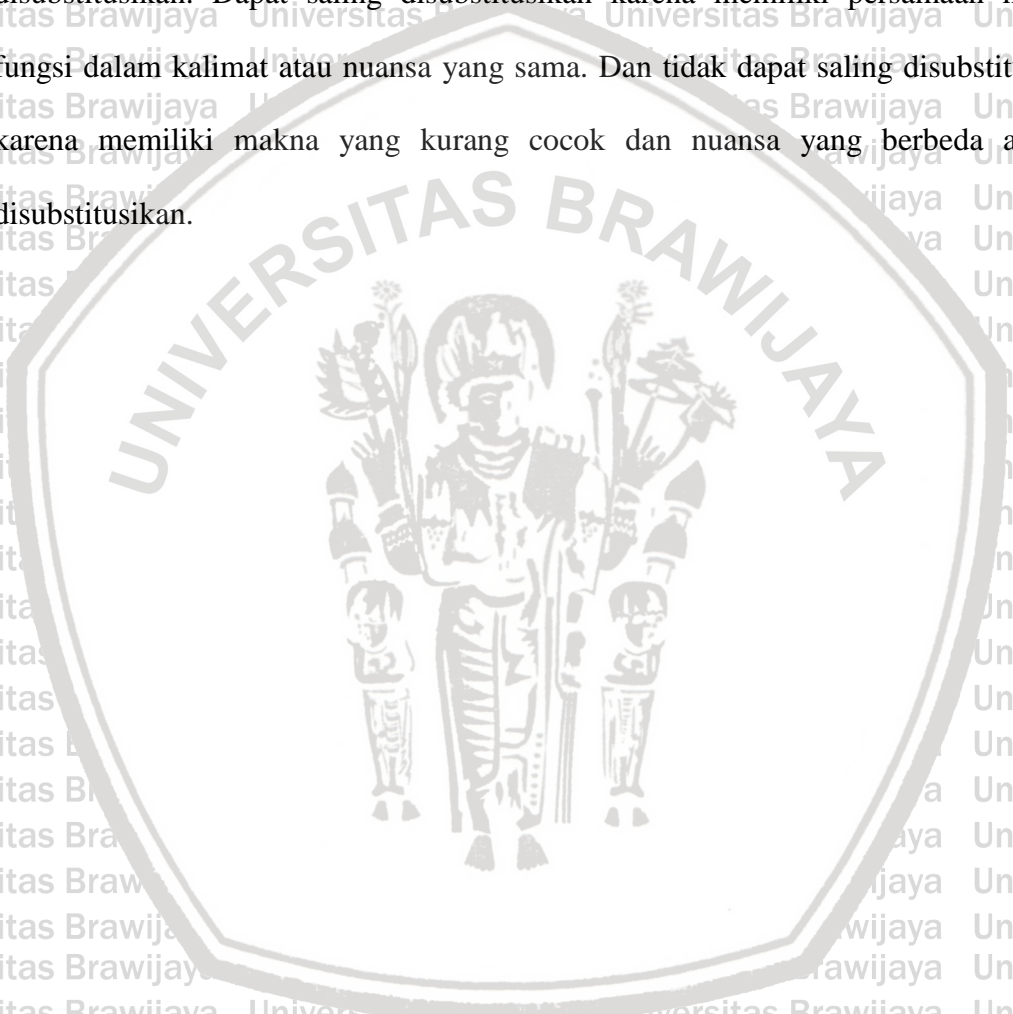 disubstitusikan. Dapat saling disubstitusikan karena memiliki persamaan
fungsi dalam kalimat atau nuansa yang sama. Dan tidak dapat saling
karena memiliki makna yang kurang cocok dan nuansa yang berbeda
disubstitusikan.
UNIVERSITAS BRAWIJAYA